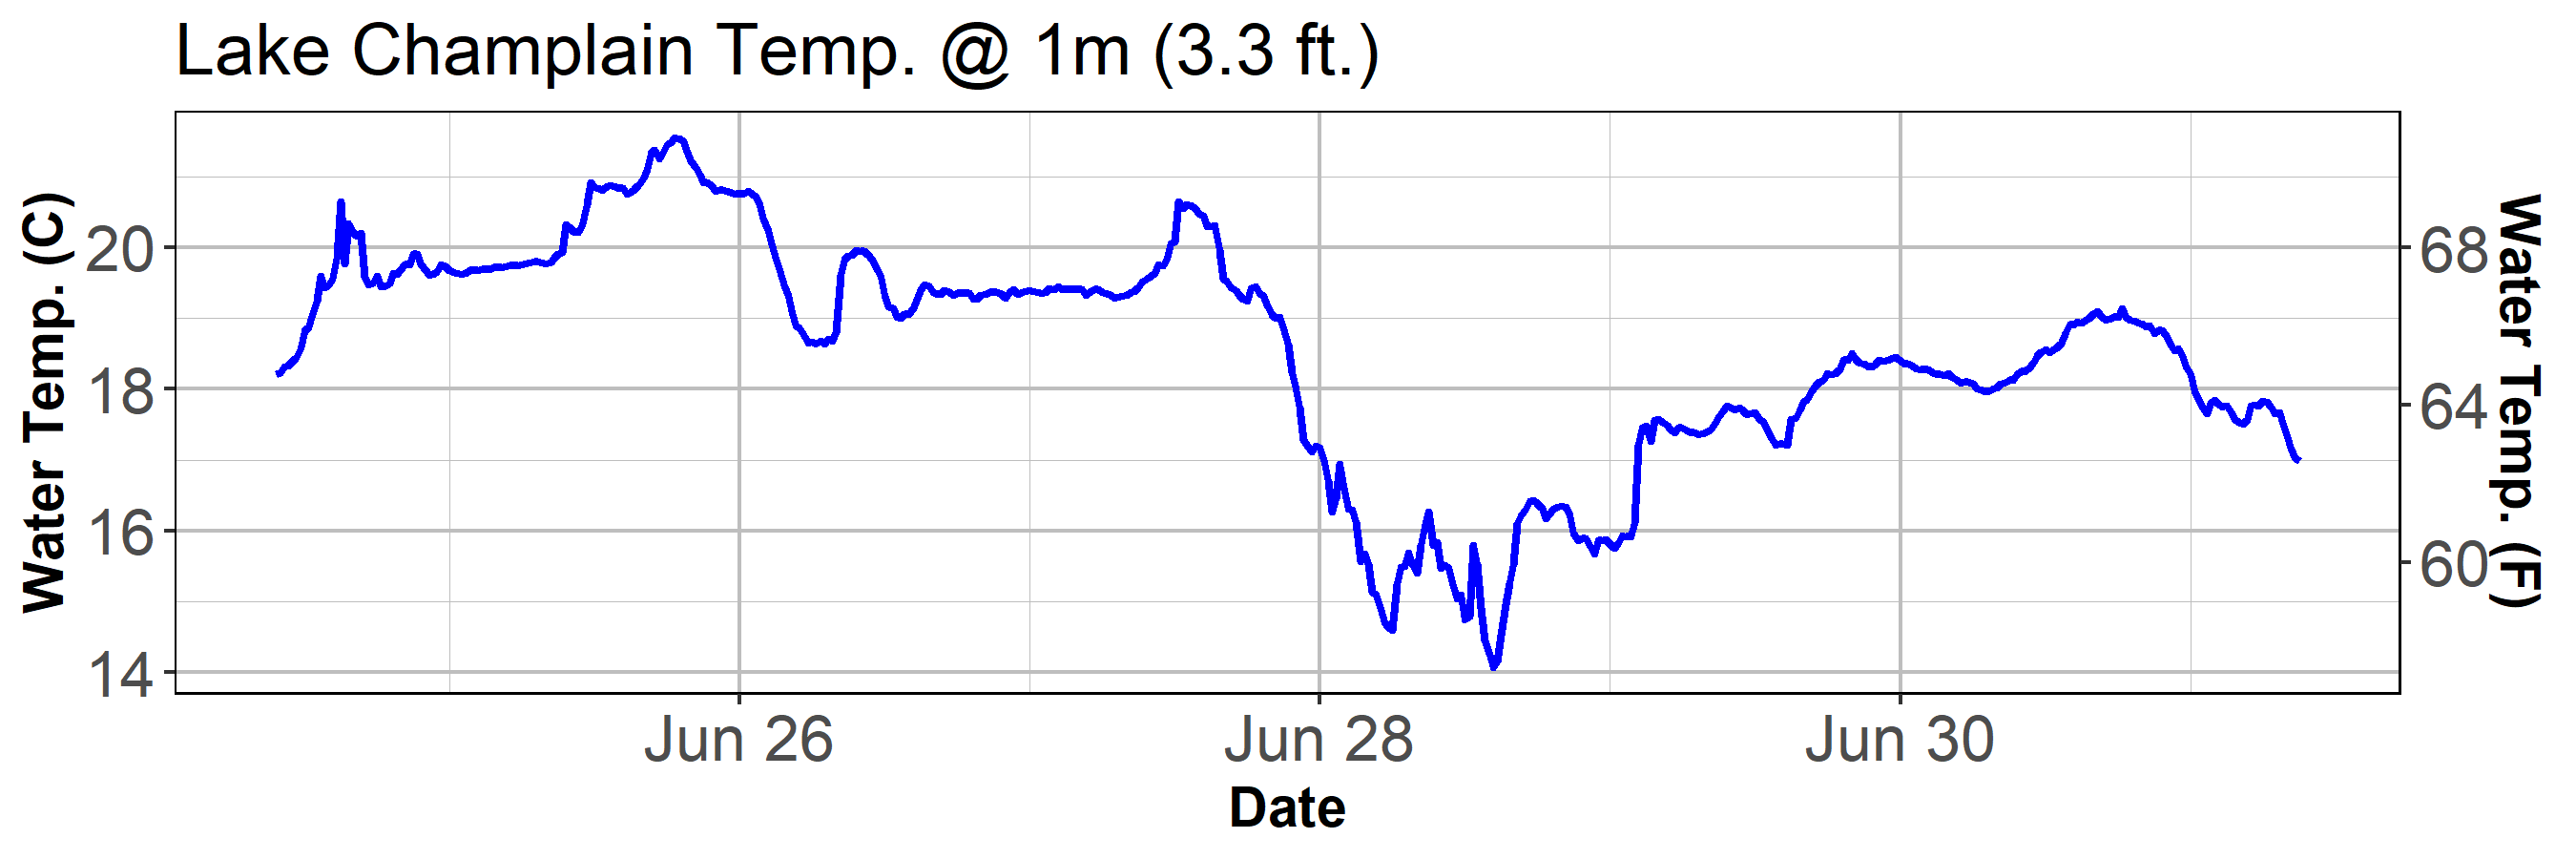 Lake Champlain Temp. @ 1m (3.3 ft.)
Water Temp. (C)
20
18
16
14
68
64
60
Water Temp. (F)
Jun 26 Jun 28 Jun 30
Date